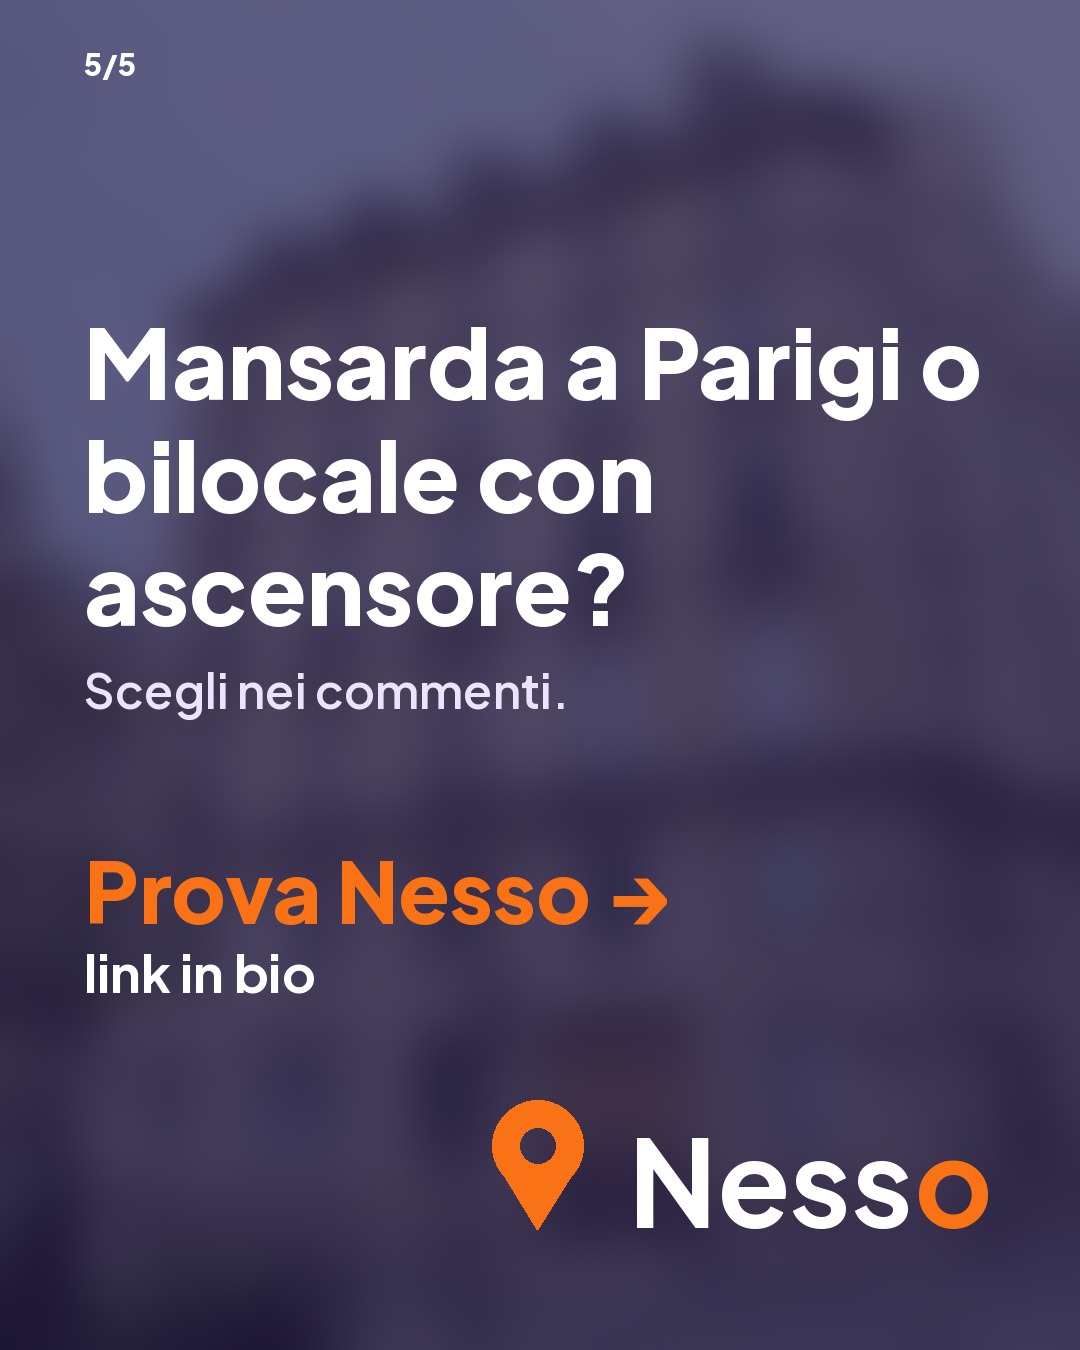 5/5
Mansarda a Parigi o
bilocale con
ascensore?
Scegli nei commenti.
Prova Nesso →
link in bio
Nesso